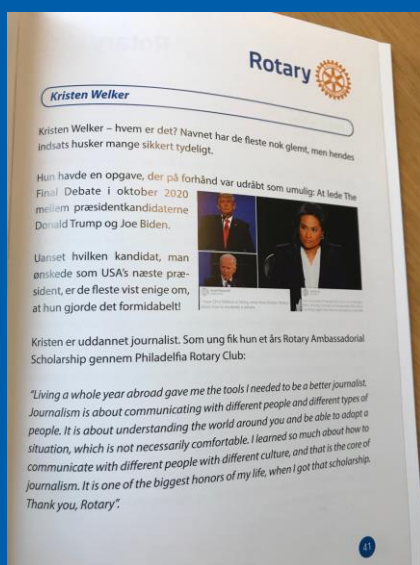 Rotary
Kristen Welker
Kristen Welker – hvem er det? Navnet har de fleste nok glemt, men hendes
indsats husker mange sikkert tydeligt.
Hun havde en opgave, der på forhånd var udråbt som umulig: At lede The
Final Debate i oktober 2020
mellem præsidentkandidaterne
Donald Trump og Joe Biden.
Uanset hvilken kandidat, man
ønskede som USA's næste præ-
sident, er de fleste vist enige om,
at hun gjorde det formidabelt!
Kristen er uddannet journalist. Som ung fik hun et års Rotary Ambassadorial
Scholarship gennem Philadelfia Rotary Club:
"Living a whole year abroad gave me the tools I needed to be a better journalist.
Journalism is about communicating with different people and different types of
people. It is about understanding the world around you and be able to adopt a
situation, which is not necessarily comfortable. I learned so much about how to
communicate with different people with different culture, and that is the core of
journalism. It is one of the biggest honors of my life, when I got that scholarship.
Thank you, Rotary".
41